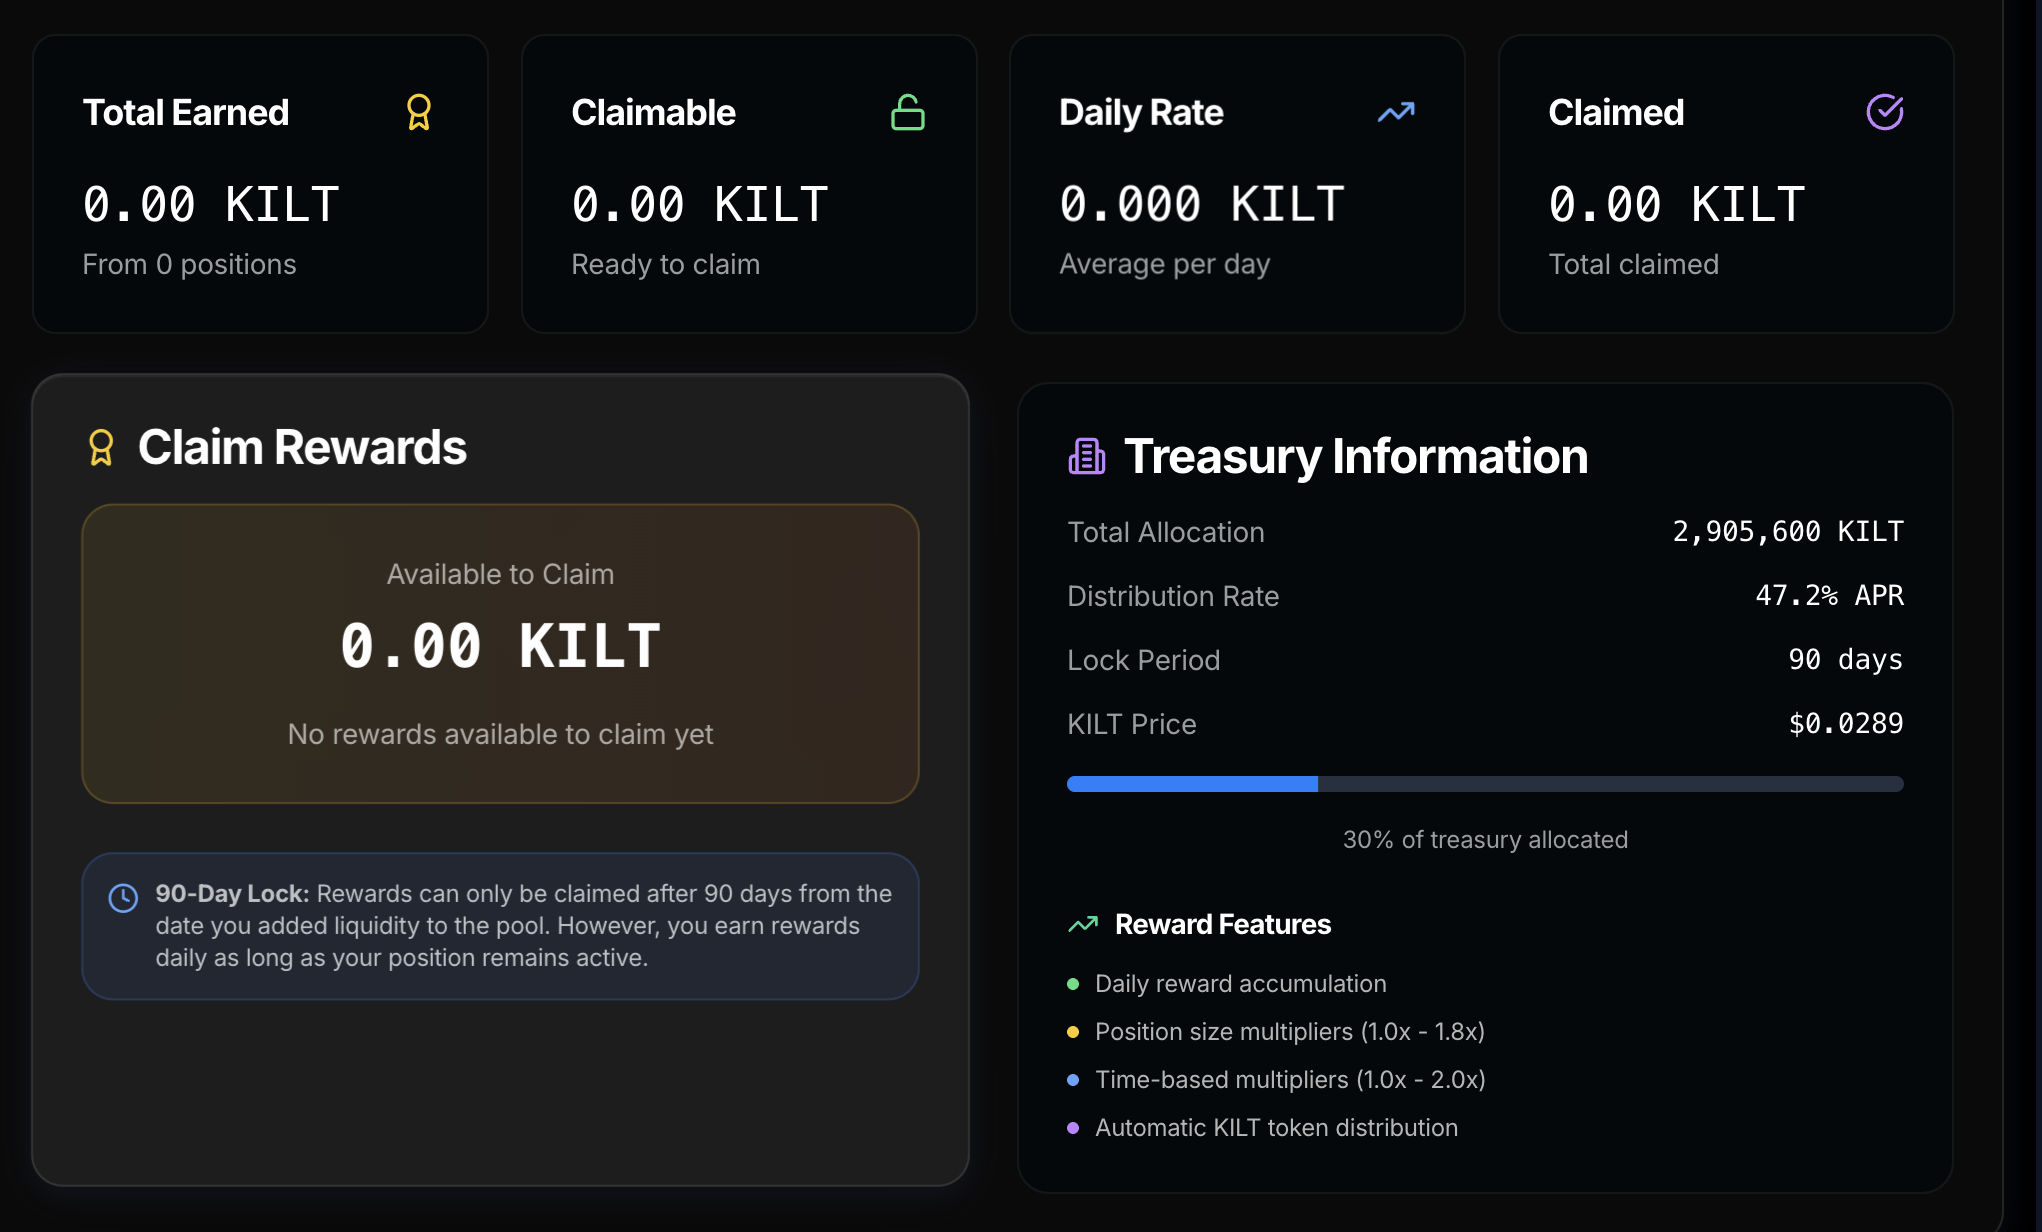 Total Earned
0.00 KILT
From 0 positions
Claimable
0.00 KILT
Ready to claim
Daily Rate
0.000 KILT
Average per day
Claimed
0.00 KILT
Total claimed
Claim Rewards
Available to Claim
0.00 KILT
No rewards available to claim yet
90-Day Lock: Rewards can only be claimed after 90 days from the
date you added liquidity to the pool. However, you earn rewards
daily as long as your position remains active.
Treasury Information
Total Allocation 2,905,600 KILT
Distribution Rate 47.2% APR
Lock Period 90 days
KILT Price $0.0289
30% of treasury allocated
Reward Features
Daily reward accumulation
Position size multipliers (1.0x - 1.8x)
Time-based multipliers (1.0x - 2.0x)
Automatic KILT token distribution